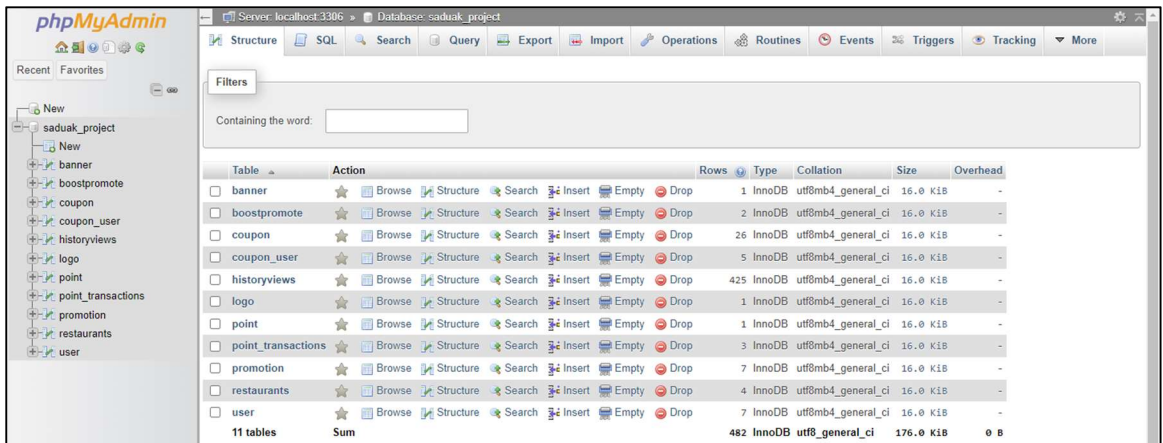 phpMyAdmin
Recent Favorites
New
saduak_project
New
banner
boostpromote
coupon
coupon_user
historyviews
logo
point
point_transactions
promotion
restaurants
user
Server: localhost:3306 » Database: saduak_project
Structure SQL Search Query Export Import Operations Routines Events Triggers Tracking More
Filters
Containing the word:
Table Action Rows Type Collation Size Overhead
banner Browse Structure Search Insert Empty Drop 1 InnoDB utf8mb4_general_ci 16.0 KiB -
boostpromote Browse Structure Search Insert Empty Drop 2 InnoDB utf8mb4_general_ci 16.0 KiB -
coupon Browse Structure Search Insert Empty Drop 26 InnoDB utf8mb4_general_ci 16.0 KiB -
coupon_user Browse Structure Search Insert Empty Drop 5 InnoDB utf8mb4_general_ci 16.0 KiB -
historyviews Browse Structure Search Insert Empty Drop 425 InnoDB utf8mb4_general_ci 16.0 KiB -
logo Browse Structure Search Insert Empty Drop 1 InnoDB utf8mb4_general_ci 16.0 KiB -
point Browse Structure Search Insert Empty Drop 1 InnoDB utf8mb4_general_ci 16.0 KiB -
point_transactions Browse Structure Search Insert Empty Drop 3 InnoDB utf8mb4_general_ci 16.0 KiB -
promotion Browse Structure Search Insert Empty Drop 7 InnoDB utf8mb4_general_ci 16.0 KiB -
restaurants Browse Structure Search Insert Empty Drop 4 InnoDB utf8mb4_general_ci 16.0 KiB -
user Browse Structure Search Insert Empty Drop 7 InnoDB utf8mb4_general_ci 16.0 KiB -
11 tables Sum 482 InnoDB utf8_general_ci 176.0 KiB 0 B